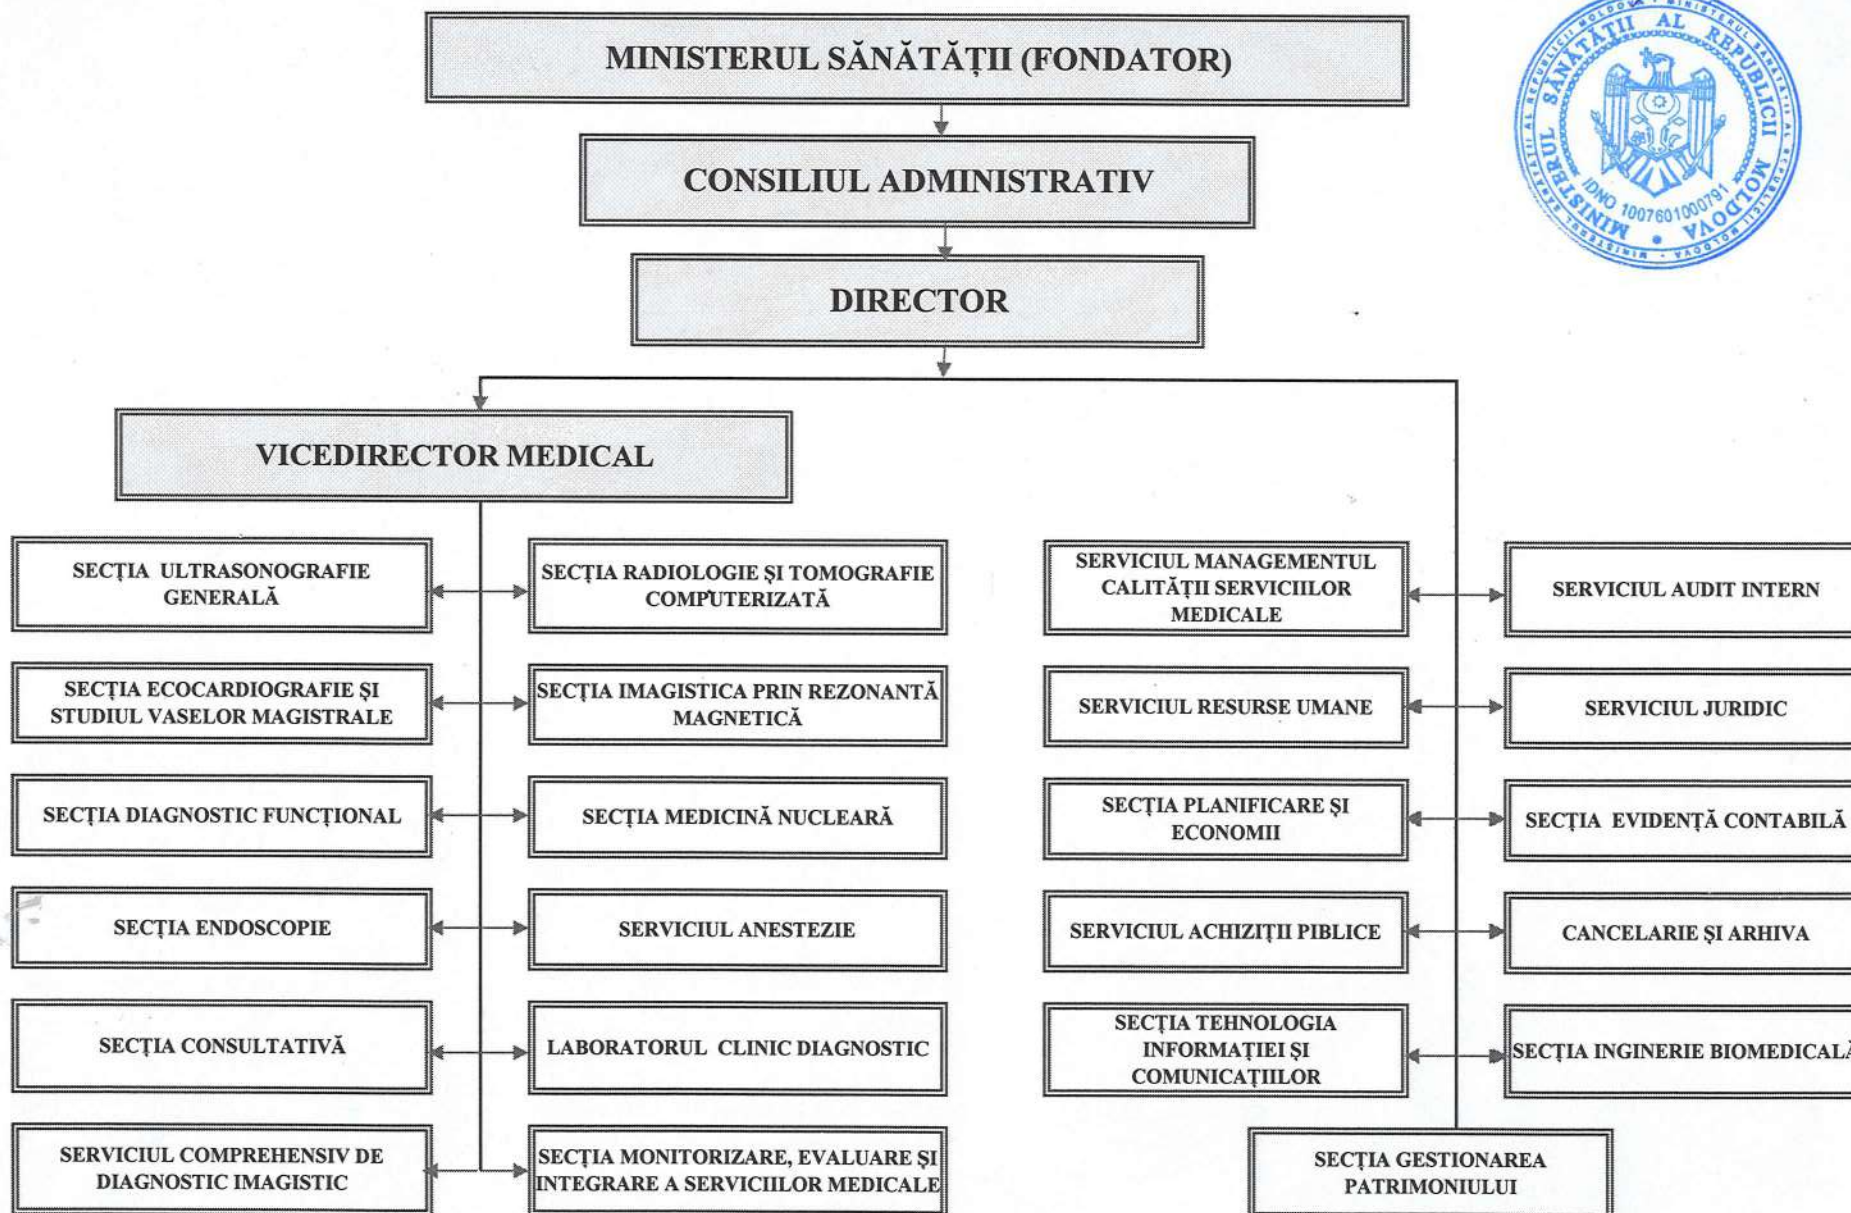 MINISTERUL SĂNĂTĂȚII (FONDATOR)
MINISTERUL SĂNĂTĂȚII AL REPUBLICII MOLDOVA
IDNO 1007601000791
CONSILIUL ADMINISTRATIV
DIRECTOR
VICEDIRECTOR MEDICAL
SECȚIA ULTRASONOGRAFIE
GENERALĂ
SECȚIA RADIOLOGIE ȘI TOMOGRAFIE
COMPUTERIZATĂ
SECȚIA ECOCARDIOGRAFIE ȘI
STUDIUL VASELOR MAGISTRALE
SECȚIA IMAGISTICA PRIN REZONANTĂ
MAGNETICĂ
SECȚIA DIAGNOSTIC FUNCȚIONAL
SECȚIA MEDICINĂ NUCLEARĂ
SECȚIA ENDOSCOPIE
SERVICIUL ANESTEZIE
SECȚIA CONSULTATIVĂ
LABORATORUL CLINIC DIAGNOSTIC
SERVICIUL COMPREHENSIV DE
DIAGNOSTIC IMAGISTIC
SECȚIA MONITORIZARE, EVALUARE ȘI
INTEGRARE A SERVICIILOR MEDICALE
SERVICIUL MANAGEMENTUL
CALITĂȚII SERVICIILOR
MEDICALE
SERVICIUL AUDIT INTERN
SERVICIUL RESURSE UMANE
SERVICIUL JURIDIC
SECȚIA PLANIFICARE ȘI
ECONOMII
SECȚIA EVIDENȚĂ CONTABILĂ
SERVICIUL ACHIZIȚII PIBLICE
CANCELARIE ȘI ARHIVA
SECȚIA TEHNOLOGIA
INFORMAȚIEI ȘI
COMUNICAȚIILOR
SECȚIA INGINERIE BIOMEDICALĂ
SECȚIA GESTIONAREA
PATRIMONIULUI